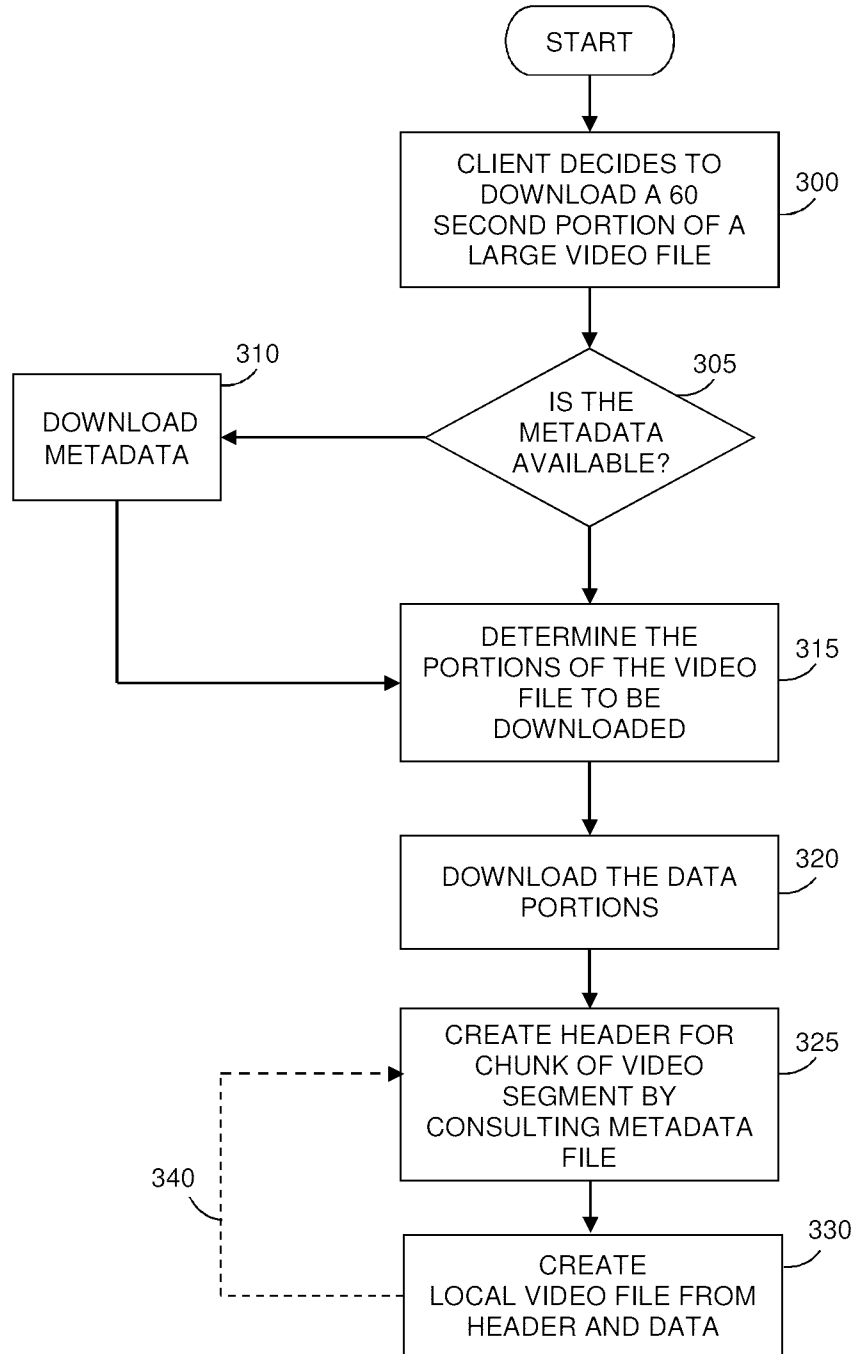 START
CLIENT DECIDES TO
DOWNLOAD A 60
SECOND PORTION OF A
LARGE VIDEO FILE
300
310
DOWNLOAD
METADATA
305
IS THE
METADATA
AVAILABLE?
DETERMINE THE
PORTIONS OF THE VIDEO
FILE TO BE
DOWNLOADED
315
DOWNLOAD THE DATA
PORTIONS
320
CREATE HEADER FOR
CHUNK OF VIDEO
SEGMENT BY
CONSULTING METADATA
FILE
325
340
CREATE
LOCAL VIDEO FILE FROM
HEADER AND DATA
330